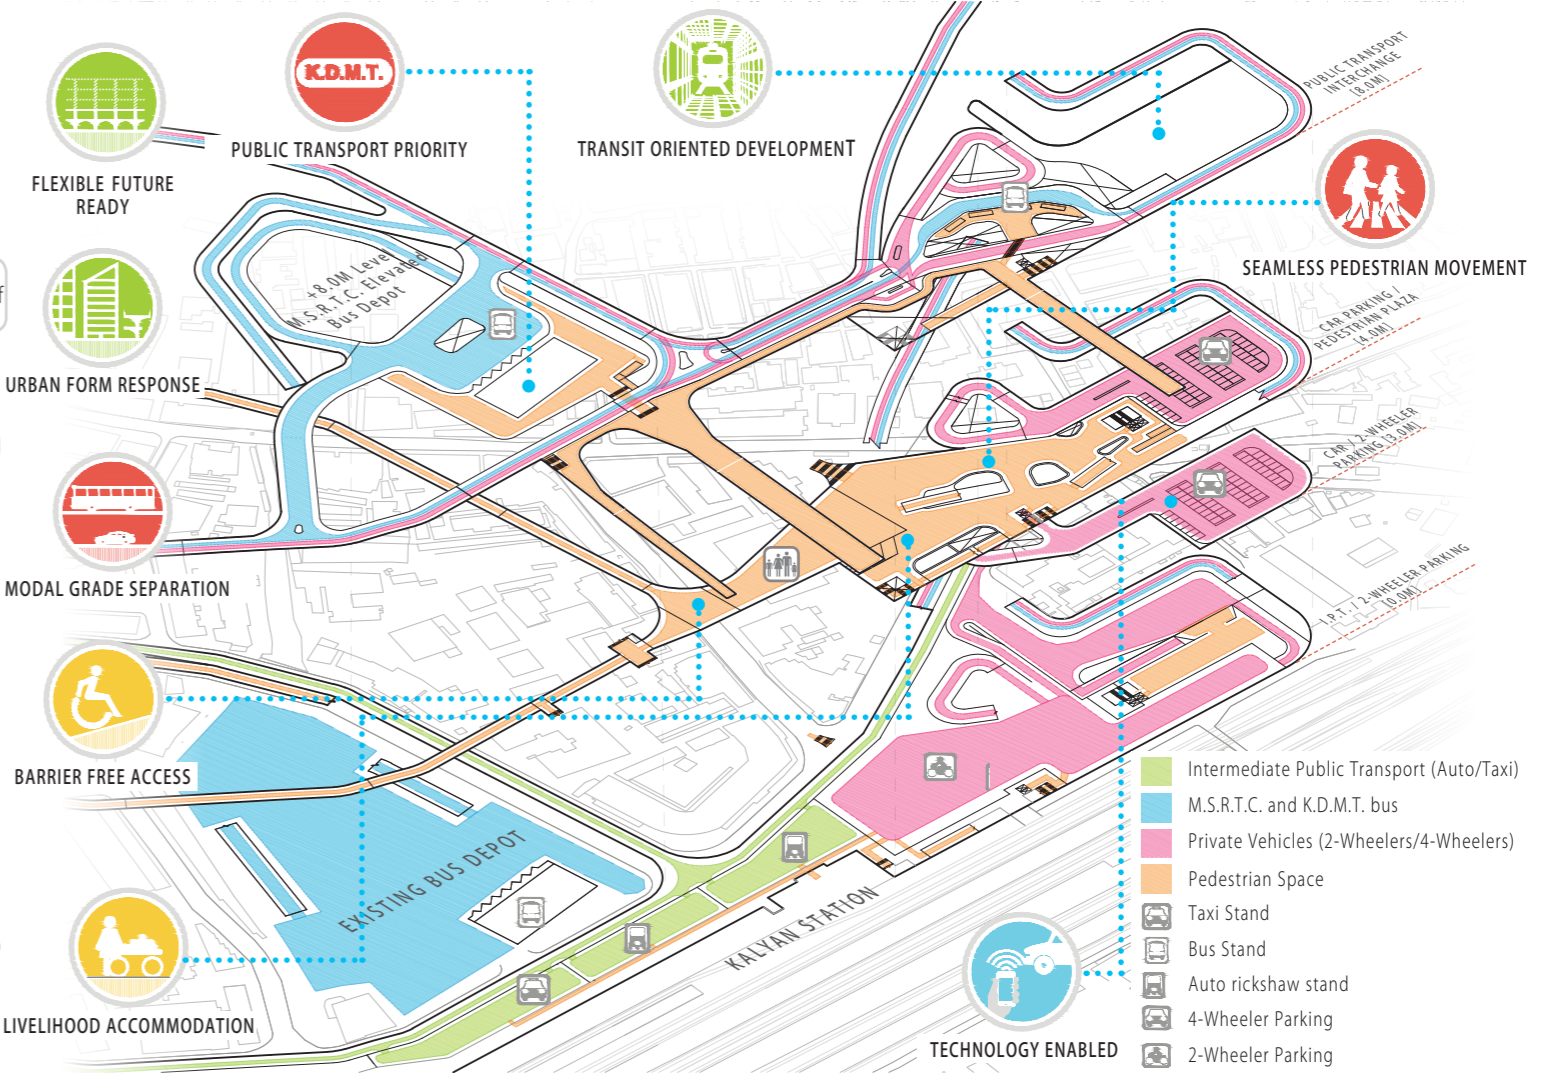 K.D.M.T.
PUBLIC TRANSPORT PRIORITY
TRANSIT ORIENTED DEVELOPMENT
PUBLIC TRANSPORT
INTERCHANGE
[8.0M]
FLEXIBLE FUTURE
READY
SEAMLESS PEDESTRIAN MOVEMENT
+8.0M Level
M.S.R.T.C. Elevated
Bus Depot
f
CAR PARKING /
PEDESTRIAN PLAZA
[4.0M]
URBAN FORM RESPONSE
CAR / 2-WHEELER
PARKING [3.0M]
MODAL GRADE SEPARATION
I.P.T. / 2-WHEELER PARKING
[0.0M]
BARRIER FREE ACCESS
EXISTING BUS DEPOT
KALYAN STATION
LIVELIHOOD ACCOMMODATION
TECHNOLOGY ENABLED
Intermediate Public Transport (Auto/Taxi)
M.S.R.T.C. and K.D.M.T. bus
Private Vehicles (2-Wheelers/4-Wheelers)
Pedestrian Space
Taxi Stand
Bus Stand
Auto rickshaw stand
4-Wheeler Parking
2-Wheeler Parking